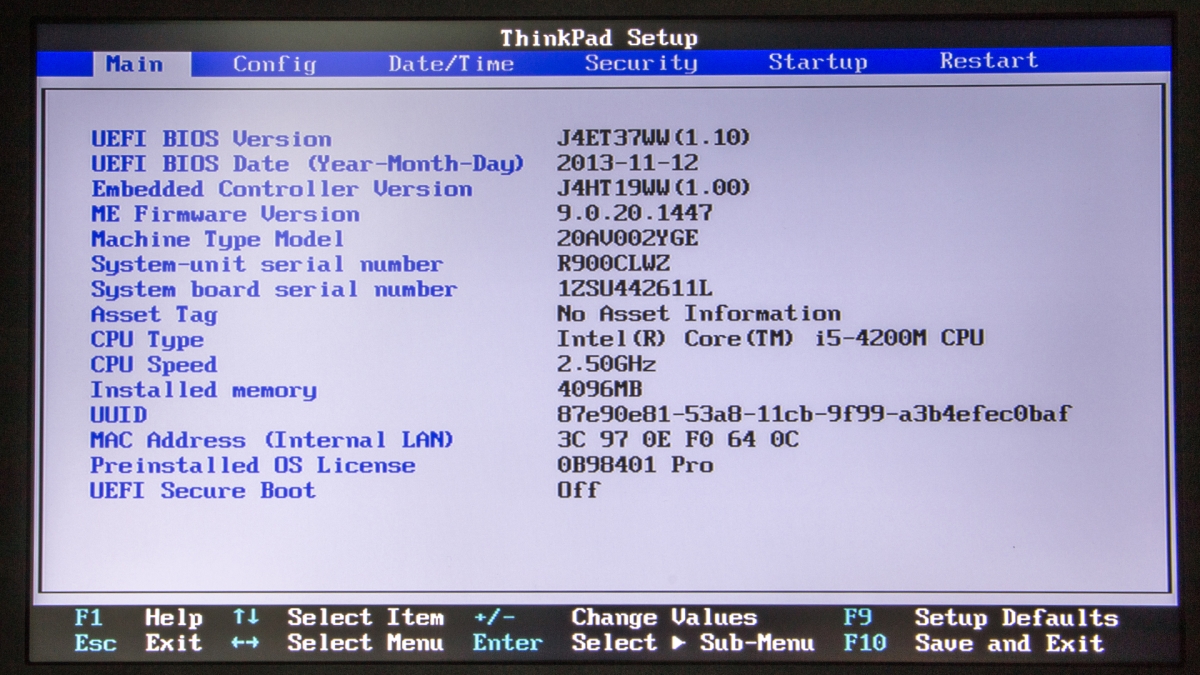 ThinkPad Setup
Main Config Date/Time Security Startup Restart
UEFI BIOS Version J4ET37WW(1.10)
UEFI BIOS Date (Year-Month-Day) 2013-11-12
Embedded Controller Version J4HT19WW(1.00)
ME Firmware Version 9.0.20.1447
Machine Type Model 20AV002YGE
System-unit serial number R900CLWZ
System board serial number 1ZSU442611L
Asset Tag No Asset Information
CPU Type Intel(R) Core(TM) i5-4200M CPU
CPU Speed 2.50GHz
Installed memory 4096MB
UUID 87e90e81-53a8-11cb-9f99-a3b4efec0baf
MAC Address (Internal LAN) 3C 97 0E F0 64 0C
Preinstalled OS License 0B98401 Pro
UEFI Secure Boot Off
F1 Help ↑↓ Select Item +/- Change Values F9 Setup Defaults
Esc Exit ←→ Select Menu Enter Select ▶ Sub-Menu F10 Save and Exit